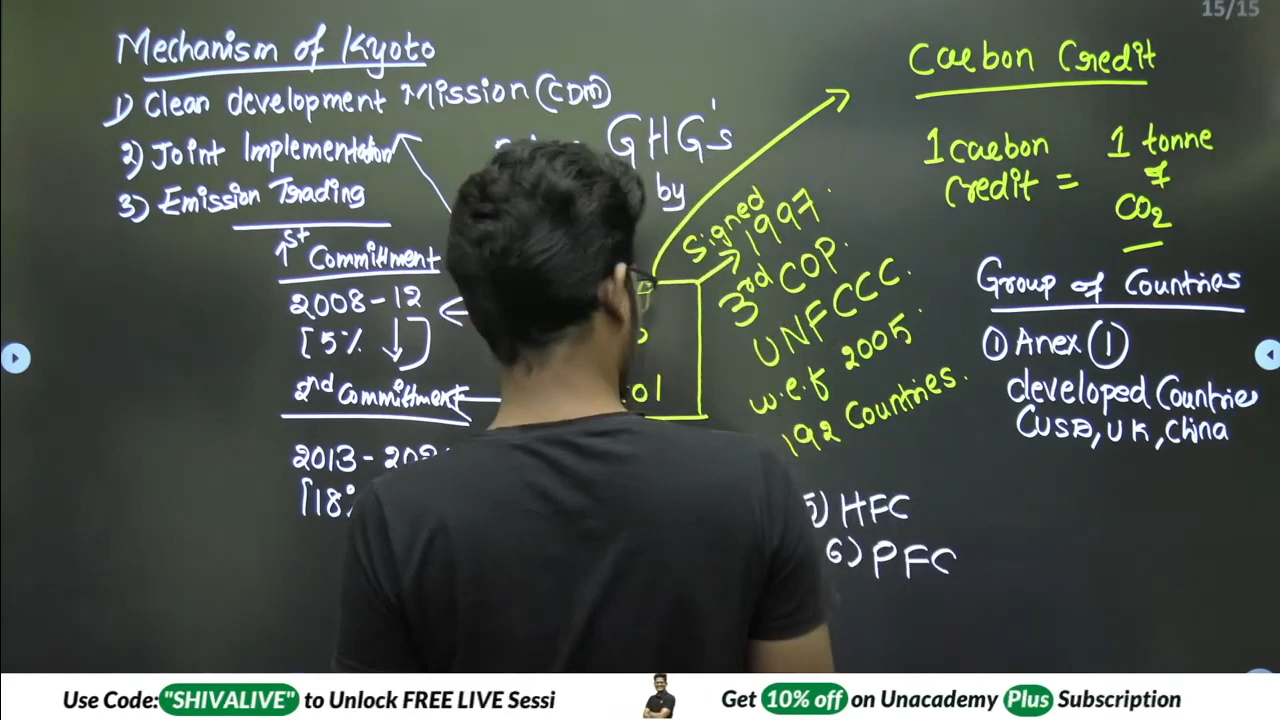 15/15
Mechanism of Kyoto
1) Clean development Mission (CDM)
2) Joint Implementation
3) Emission Trading
1st Committment
2008-12
[5% ↓]
2nd Committment
2013-
[18%
GHG's
by
Signed
1997
3rd COP
UNFCCC
w.e.f 2005
192 Countries.
Carbon Credit
1 carbon credit = 1 tonne of CO2
Group of Countries
① Anex ①
developed Countries
(USA, UK, China
5) HFC
6) PFC
Use Code: "SHIVALIVE" to Unlock FREE LIVE Sessi
Get 10% off on Unacademy Plus Subscription